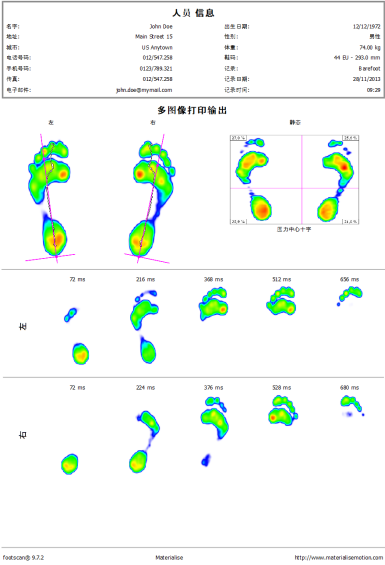 人员 信息
名字: John Doe 出生日期: 12/12/1972
地址: Main Street 15 性别: 男性
城市: US Anytown 体重: 74.00 kg
电话号码: 012/547.258 鞋码: 44 EU - 293.0 mm
手机号码: 0123/789.321 记录: Barefoot
传真: 012/547.258 记录日期: 28/11/2013
电子邮件: john.doe@mymail.com 记录时间: 09:29
多图像打印输出
左 右 静态
压力中心十字
72 ms 216 ms 368 ms 512 ms 656 ms
左
72 ms 224 ms 376 ms 528 ms 680 ms
右
footscan® 9.7.2 Materialise http://www.materialisemotion.com